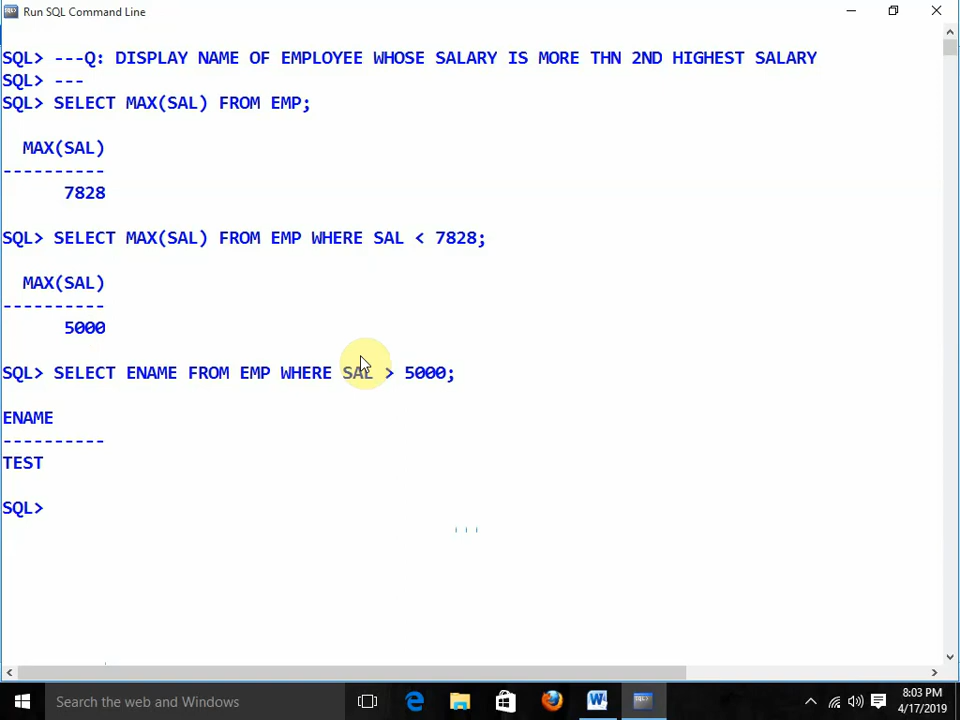 Run SQL Command Line
SQL> ---Q: DISPLAY NAME OF EMPLOYEE WHOSE SALARY IS MORE THN 2ND HIGHEST SALARY
SQL> ---
SQL> SELECT MAX(SAL) FROM EMP;
MAX(SAL)
----------
7828
SQL> SELECT MAX(SAL) FROM EMP WHERE SAL < 7828;
MAX(SAL)
----------
5000
SQL> SELECT ENAME FROM EMP WHERE SAL > 5000;
ENAME
----------
TEST
SQL>
Search the web and Windows
8:03 PM
4/17/2019